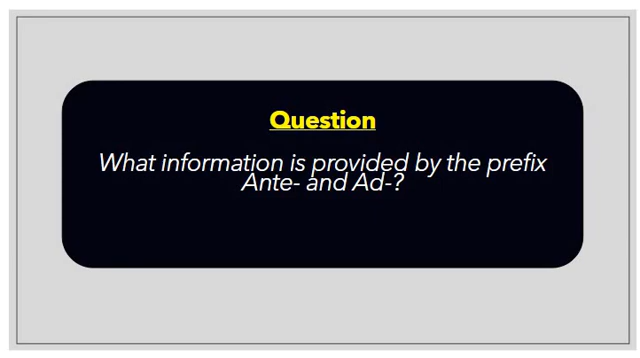 Question
What information is provided by the prefix
Ante- and Ad-?